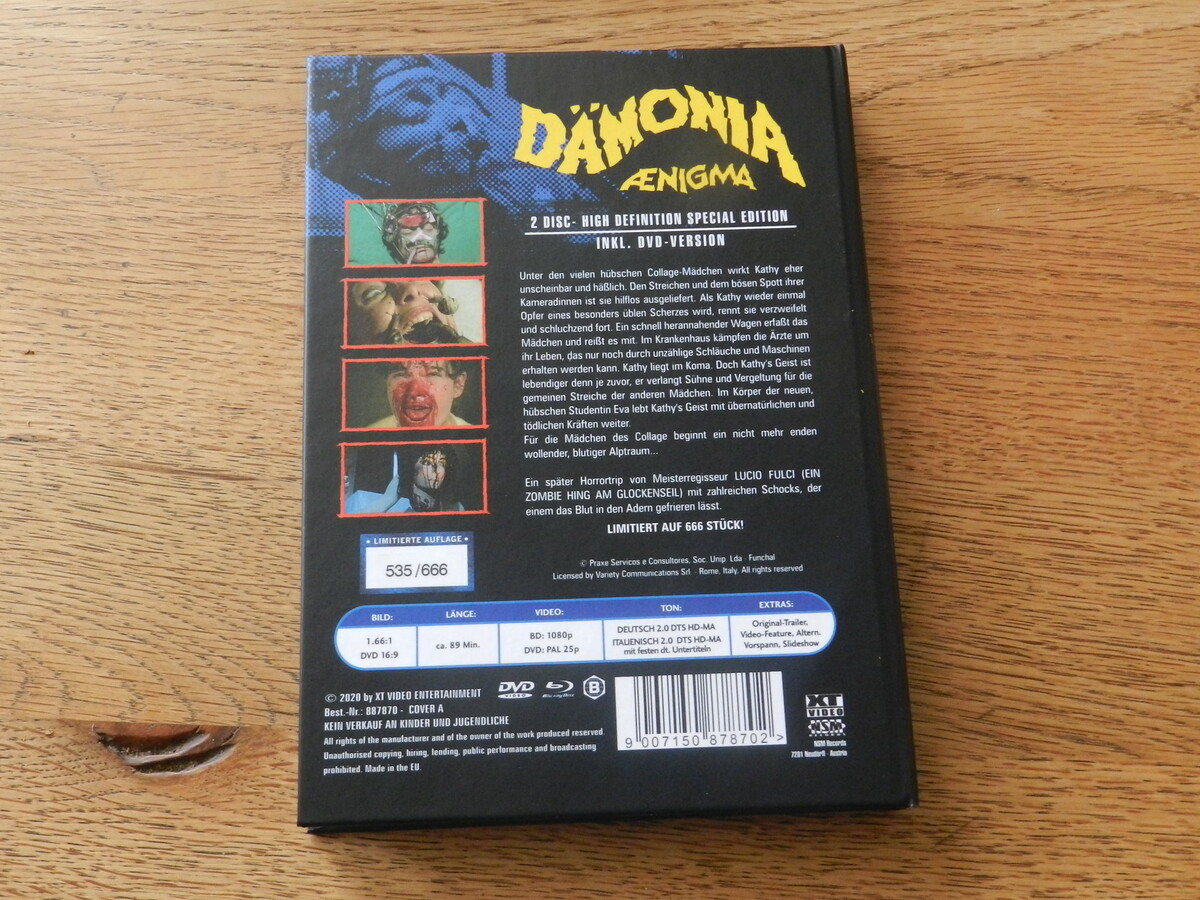 DÄMONIA
ÆNIGMA
2 DISC- HIGH DEFINITION SPECIAL EDITION
INKL. DVD-VERSION
Unter den vielen hübschen Collage-Mädchen wirkt Kathy eher
unscheinbar und häßlich. Den Streichen und dem bösen Spott ihrer
Kameradinnen ist sie hilflos ausgeliefert. Als Kathy wieder einmal
Opfer eines besonders üblen Scherzes wird, rennt sie verzweifelt
und schluchzend fort. Ein schnell herannahender Wagen erfaßt das
Mädchen und reißt es mit. Im Krankenhaus kämpfen die Ärzte um
ihr Leben, das nur noch durch unzählige Schläuche und Maschinen
erhalten werden kann. Kathy liegt im Koma. Doch Kathy's Geist ist
lebendiger denn je zuvor, er verlangt Sühne und Vergeltung für die
gemeinen Streiche der anderen Mädchen. Im Körper der neuen,
hübschen Studentin Eva lebt Kathy's Geist mit übernatürlichen und
tödlichen Kräften weiter.
Für die Mädchen des Collage beginnt ein nicht mehr enden
wollender, blutiger Alptraum...
Ein später Horrortrip von Meisterregisseur LUCIO FULCI (EIN
ZOMBIE HING AM GLOCKENSEIL) mit zahlreichen Schocks, der
einem das Blut in den Adern gefrieren lässt.
LIMITIERT AUF 666 STÜCK!
• LIMITIERTE AUFLAGE •
535/666
© Praxe Servicos e Consultores, Soc. Unip. Lda · Funchal
Licensed by Variety Communications Srl. · Rome, Italy. All rights reserved
BILD:
1.66:1
DVD 16:9
LÄNGE:
ca. 89 Min.
VIDEO:
BD: 1080p
DVD: PAL 25p
TON:
DEUTSCH 2.0 DTS HD-MA
ITALIENISCH 2.0 DTS HD-MA
mit festen dt. Untertiteln
EXTRAS:
Original-Trailer,
Video-Feature, Altern.
Vorspann, Slideshow
© 2020 by XT VIDEO ENTERTAINMENT
Best.-Nr.: 887870 - COVER A
KEIN VERKAUF AN KINDER UND JUGENDLICHE
All rights of the manufacturer and of the owner of the work produced reserved.
Unauthorised copying, hiring, lending, public performance and broadcasting
prohibited. Made in the EU.
DVD
VIDEO
Blu-ray Disc
B
9 007150 878702 >
XT
VIDEO
NSM
NSM Records
7201 Neudörfl - Austria